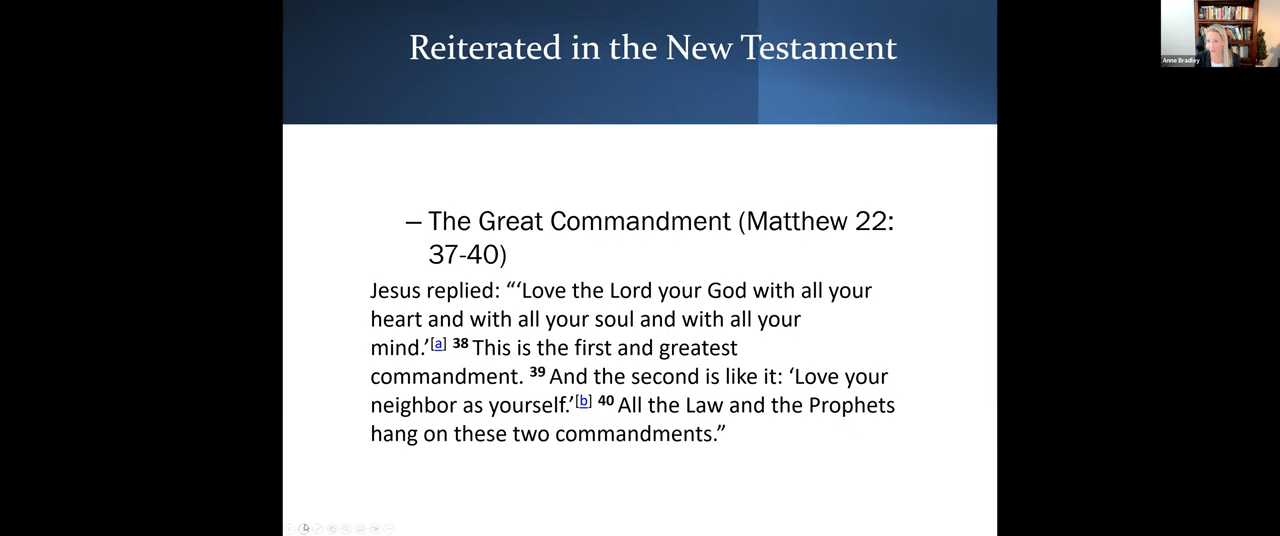 Reiterated in the New Testament
Anne Bradley
– The Great Commandment (Matthew 22:
37-40)
Jesus replied: “‘Love the Lord your God with all your
heart and with all your soul and with all your
mind.’[a] 38 This is the first and greatest
commandment. 39 And the second is like it: ‘Love your
neighbor as yourself.’[b] 40 All the Law and the Prophets
hang on these two commandments.”